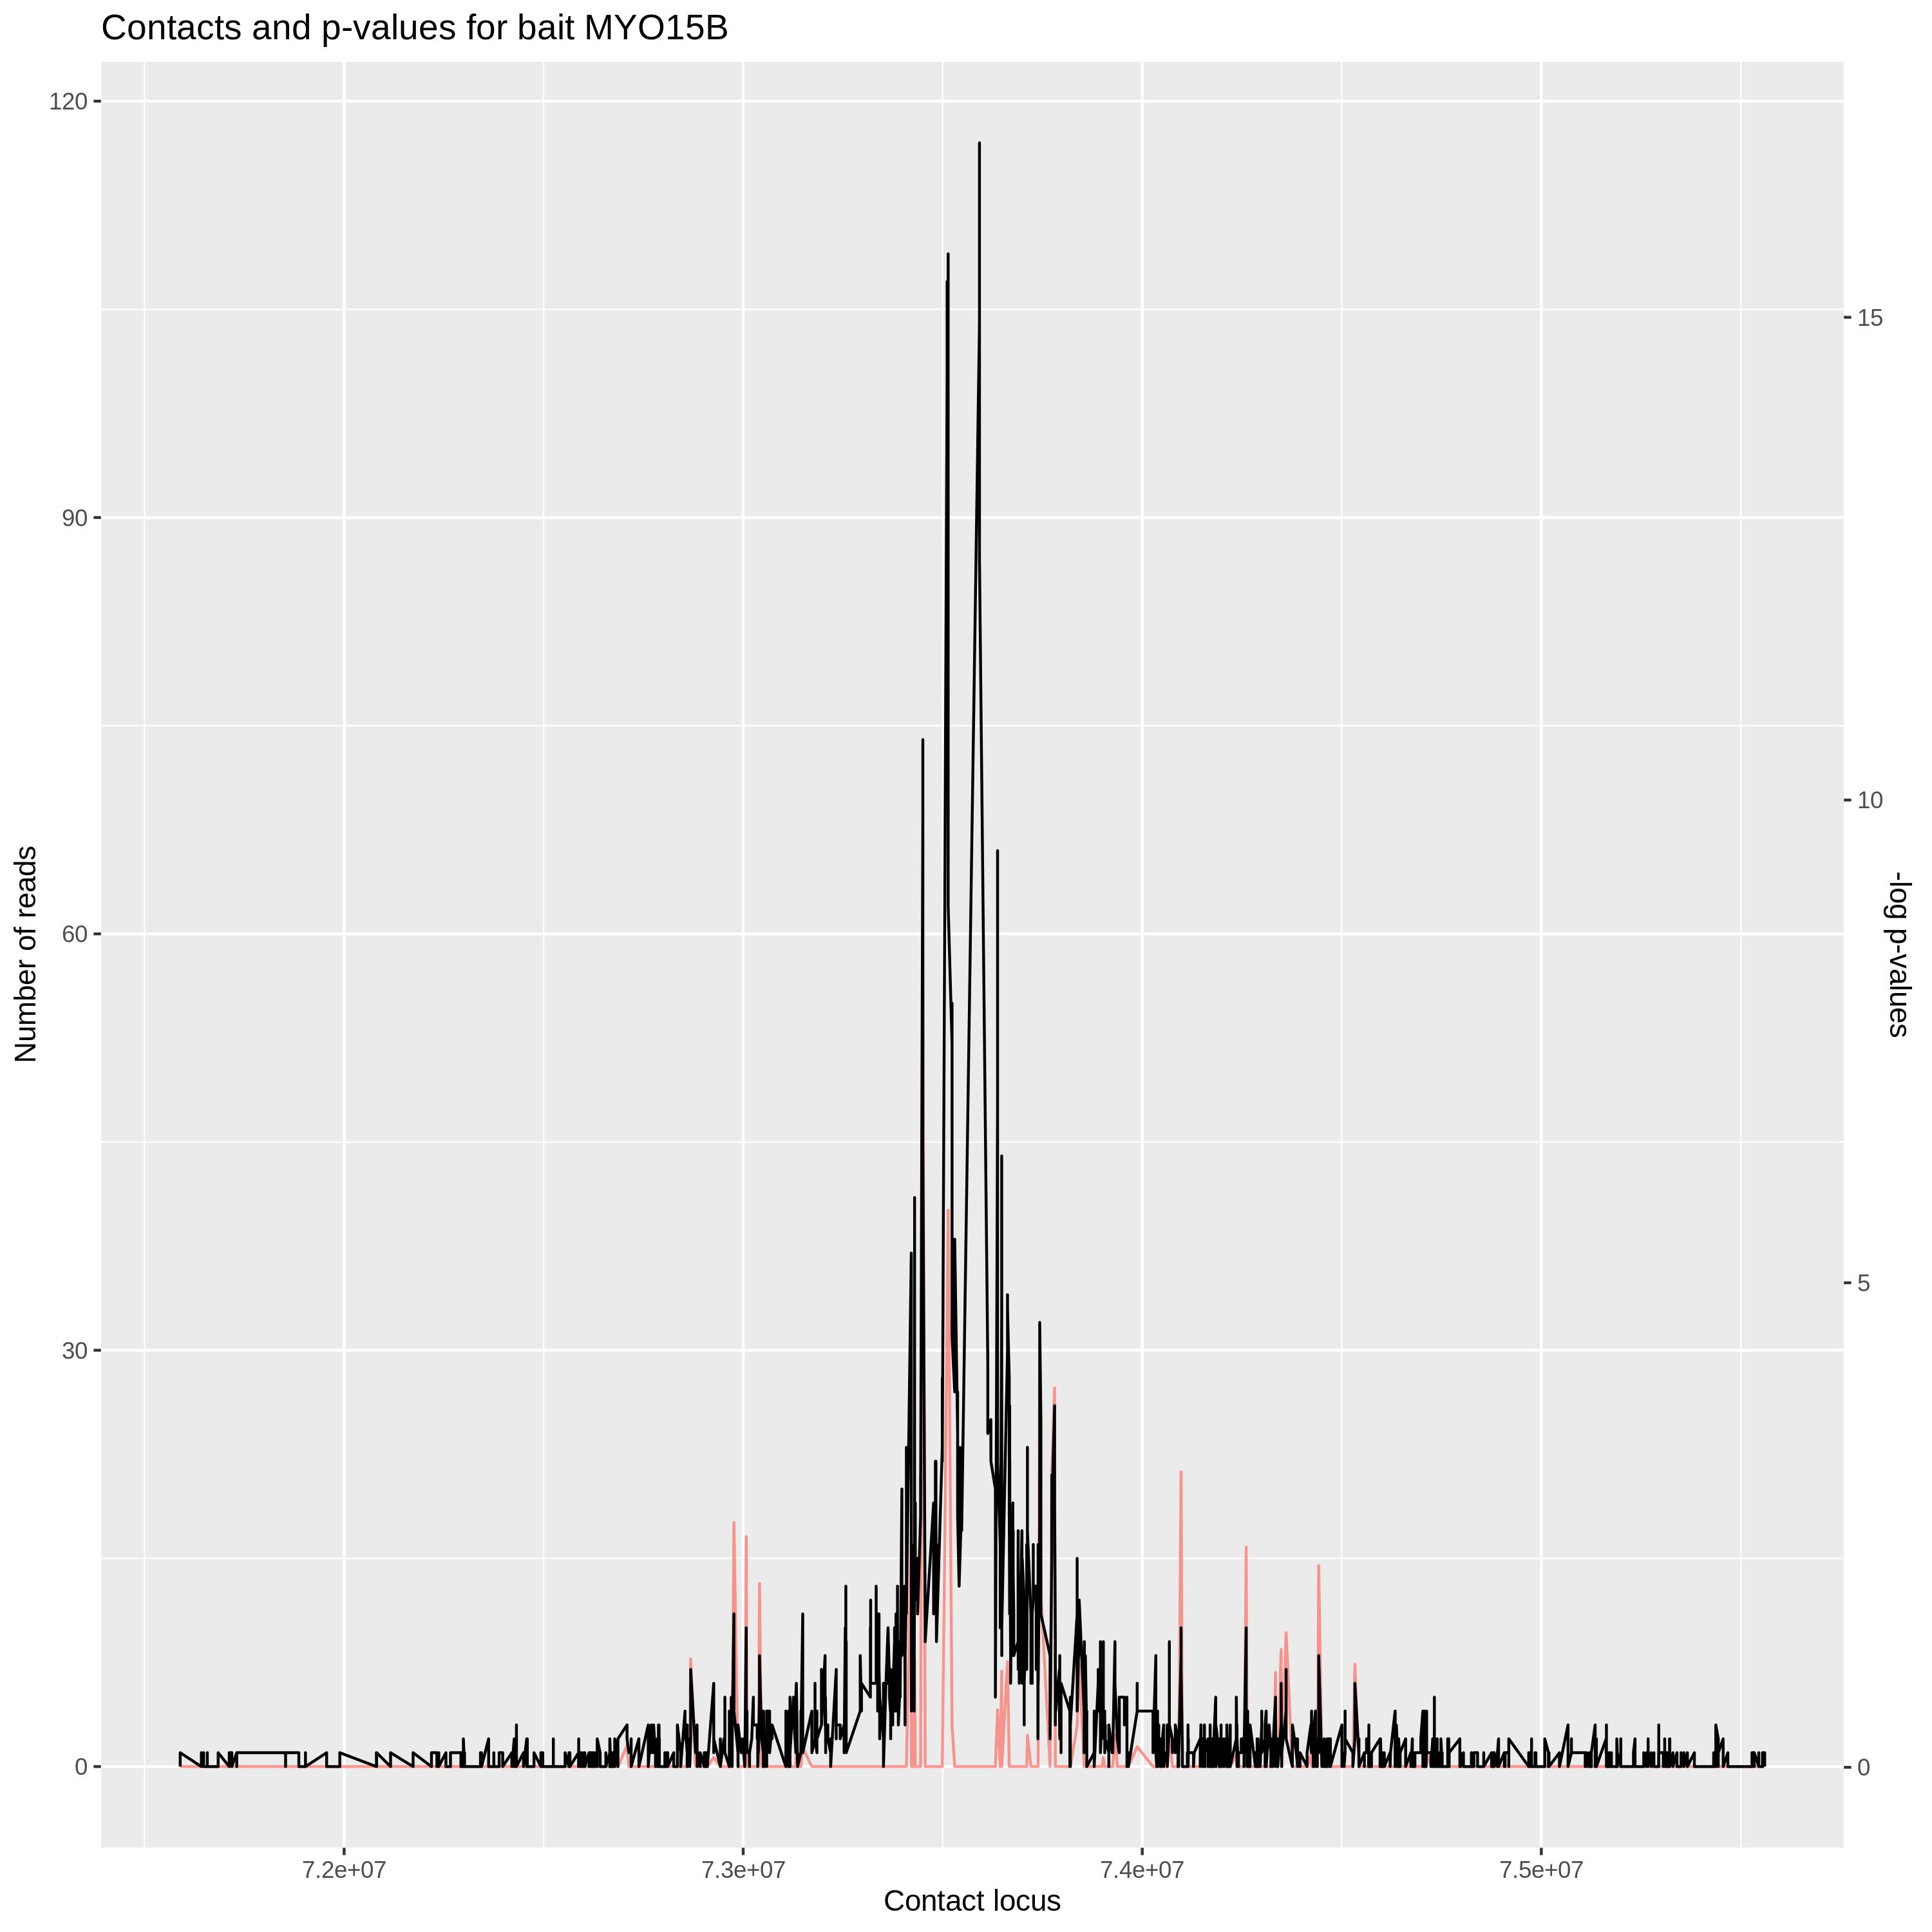 Contacts and p-values for bait MYO15B
120
90
60
30
0
Number of reads
15
10
5
0
-log p-values
7.2e+07
7.3e+07
7.4e+07
7.5e+07
Contact locus